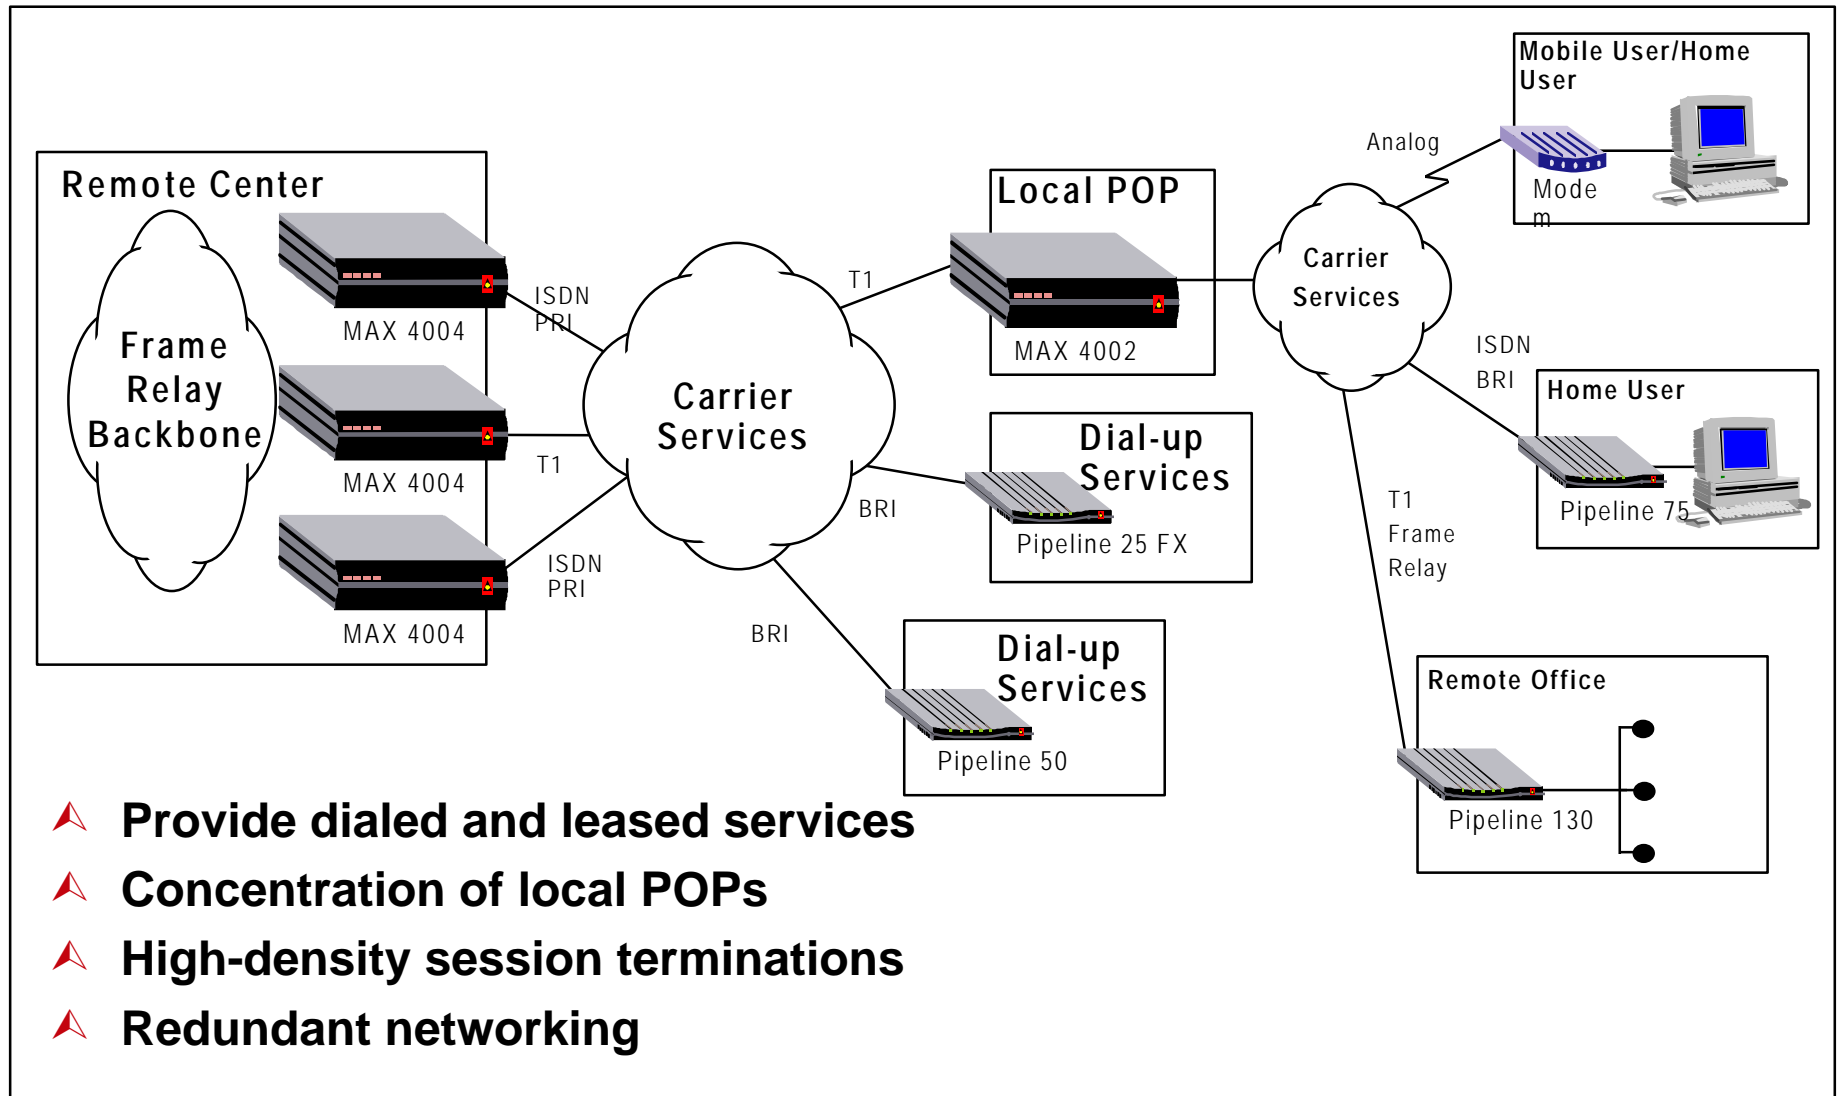 Remote Center
Frame
Relay
Backbone
MAX 4004
MAX 4004
MAX 4004
ISDN
PRI
T1
ISDN
PRI
Carrier
Services
T1
BRI
BRI
Local POP
MAX 4002
Dial-up
Services
Pipeline 25 FX
Dial-up
Services
Pipeline 50
Carrier
Services
Analog
ISDN
BRI
T1
Frame
Relay
Mobile User/Home
User
Mode
m
Home User
Pipeline 75
Remote Office
Pipeline 130
Provide dialed and leased services
Concentration of local POPs
High-density session terminations
Redundant networking